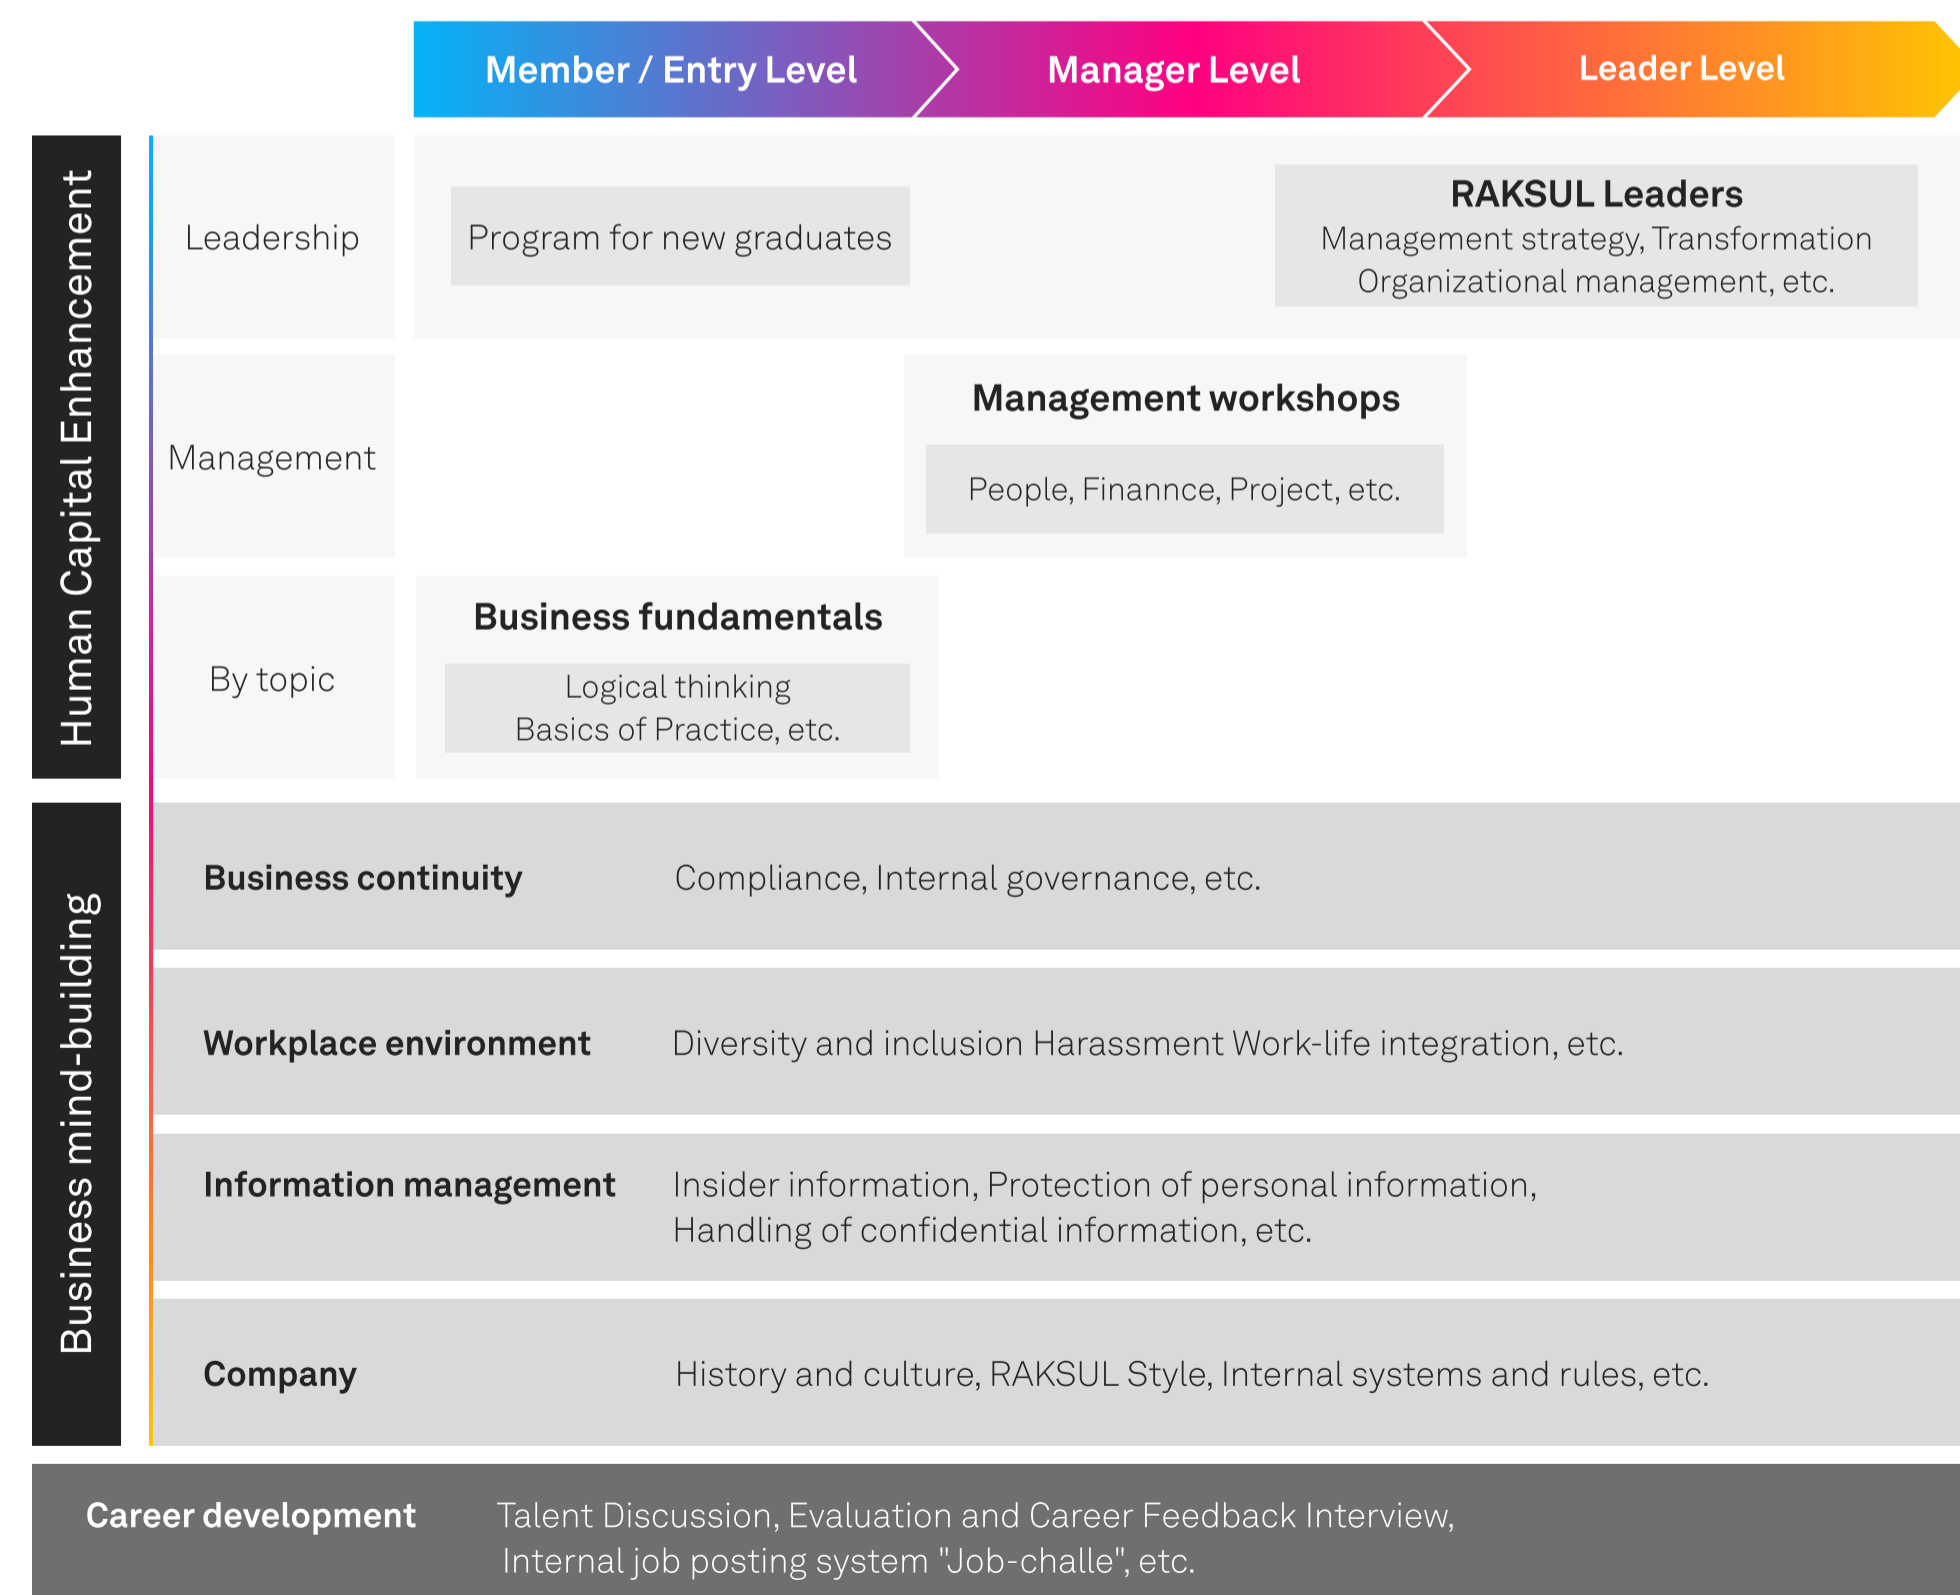 Member / Entry Level
Manager Level
Leader Level
Human Capital Enhancement
Leadership
Program for new graduates
RAKSUL Leaders
Management strategy, Transformation
Organizational management, etc.
Management
Management workshops
People, Finannce, Project, etc.
By topic
Business fundamentals
Logical thinking
Basics of Practice, etc.
Business mind-building
Business continuity
Compliance, Internal governance, etc.
Workplace environment
Diversity and inclusion Harassment Work-life integration, etc.
Information management
Insider information, Protection of personal information,
Handling of confidential information, etc.
Company
History and culture, RAKSUL Style, Internal systems and rules, etc.
Career development
Talent Discussion, Evaluation and Career Feedback Interview,
Internal job posting system "Job-challe", etc.